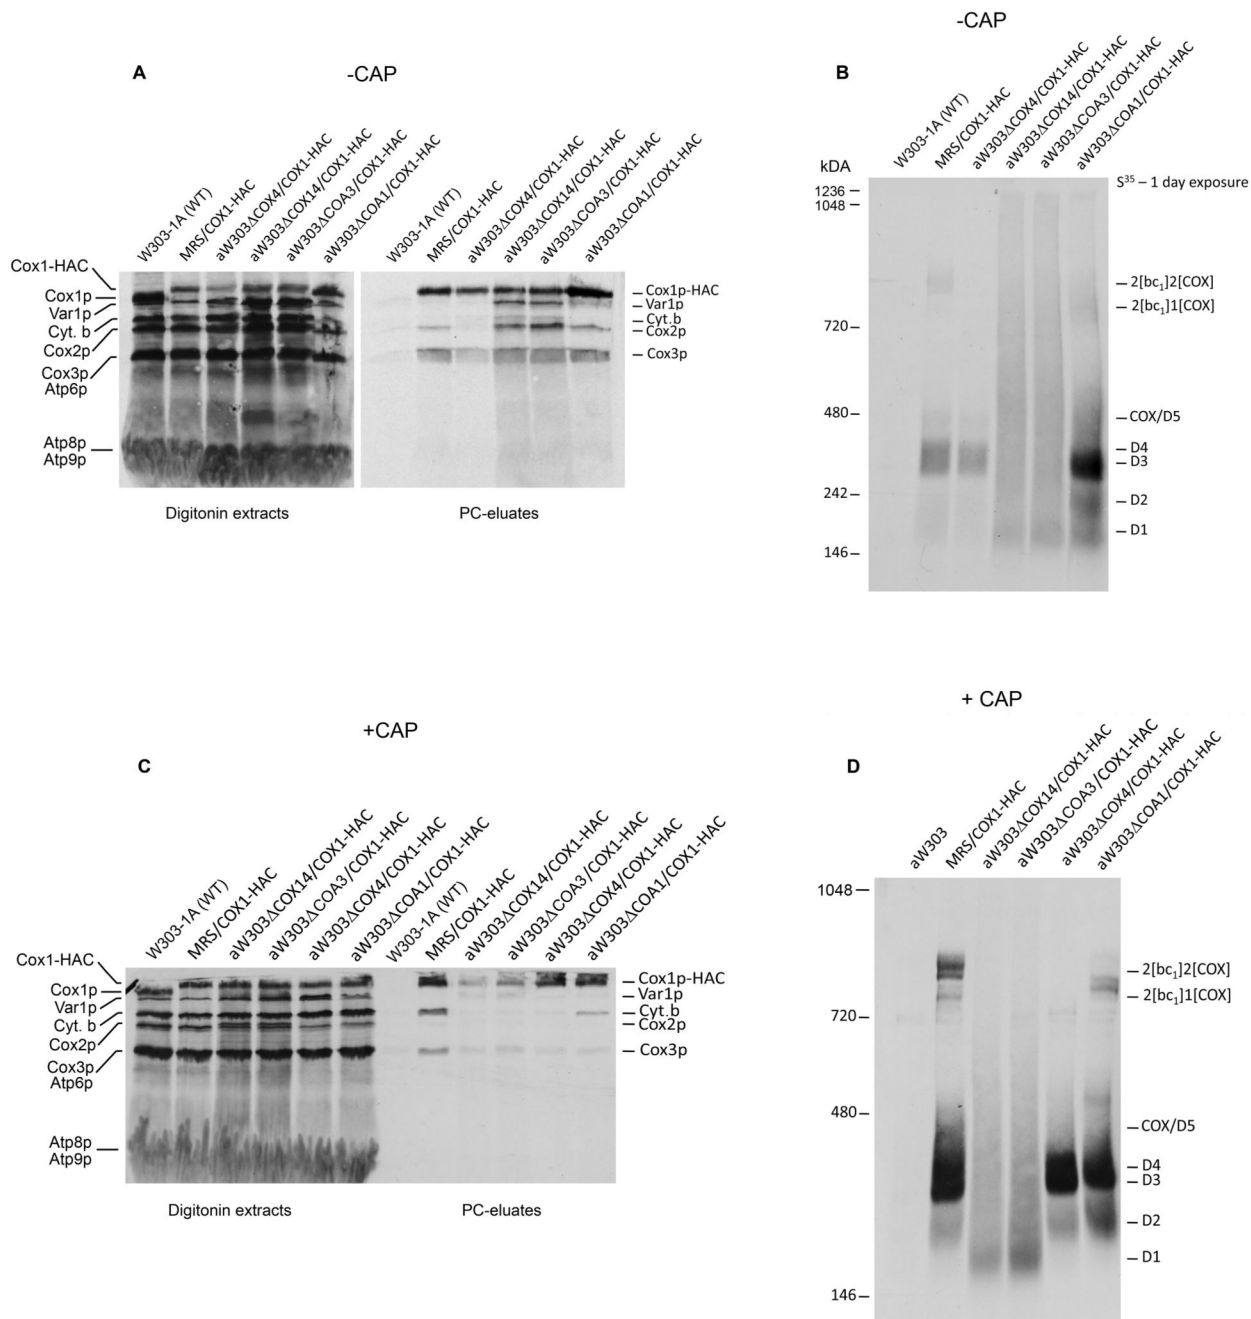 A
-CAP
W303-1A (WT)
MRS/COX1-HAC
aW303ΔCOX4/COX1-HAC
aW303ΔCOX14/COX1-HAC
aW303ΔCOA3/COX1-HAC
aW303ΔCOA1/COX1-HAC
W303-1A (WT)
MRS/COX1-HAC
aW303ΔCOX4/COX1-HAC
aW303ΔCOX14/COX1-HAC
aW303ΔCOA3/COX1-HAC
aW303ΔCOA1/COX1-HAC
Cox1-HAC
Cox1p
Var1p
Cyt. b
Cox2p
Cox3p
Atp6p
Atp8p
Atp9p
Cox1p-HAC
Var1p
Cyt.b
Cox2p
Cox3p
Digitonin extracts
PC-eluates
-CAP
B
W303-1A (WT)
MRS/COX1-HAC
aW303ΔCOX4/COX1-HAC
aW303ΔCOX14/COX1-HAC
aW303ΔCOA3/COX1-HAC
aW303ΔCOA1/COX1-HAC
kDA
1236
1048
720
480
242
146
S³⁵ – 1 day exposure
2[bc₁]2[COX]
2[bc₁]1[COX]
COX/D5
D4
D3
D2
D1
+CAP
C
W303-1A (WT)
MRS/COX1-HAC
aW303ΔCOX14/COX1-HAC
aW303ΔCOA3/COX1-HAC
aW303ΔCOX4/COX1-HAC
aW303ΔCOA1/COX1-HAC
W303-1A (WT)
MRS/COX1-HAC
aW303ΔCOX14/COX1-HAC
aW303ΔCOA3/COX1-HAC
aW303ΔCOX4/COX1-HAC
aW303ΔCOA1/COX1-HAC
Cox1-HAC
Cox1p
Var1p
Cyt. b
Cox2p
Cox3p
Atp6p
Atp8p
Atp9p
Cox1p-HAC
Var1p
Cyt.b
Cox2p
Cox3p
Digitonin extracts
PC-eluates
+ CAP
D
aW303
MRS/COX1-HAC
aW303ΔCOX14/COX1-HAC
aW303ΔCOA3/COX1-HAC
aW303ΔCOX4/COX1-HAC
aW303ΔCOA1/COX1-HAC
1048
720
480
146
2[bc₁]2[COX]
2[bc₁]1[COX]
COX/D5
D4
D3
D2
D1